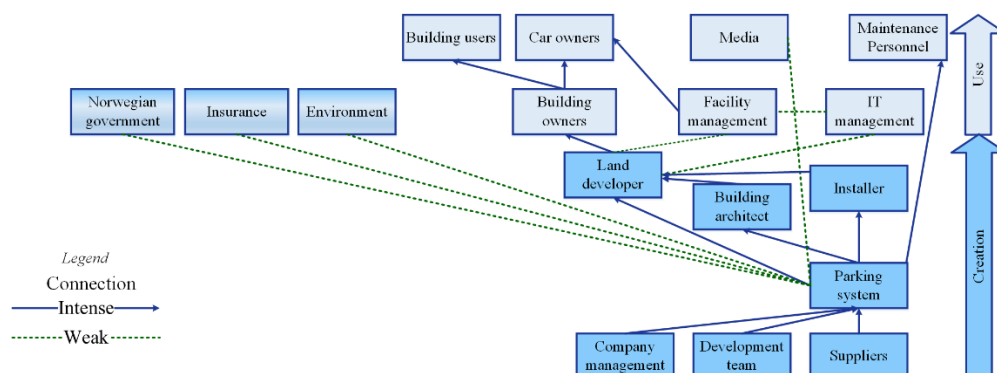 Building users
Car owners
Media
Maintenance
Personnel
Use
Norwegian
government
Insurance
Environment
Building
owners
Facility
management
IT
management
Land
developer
Building
architect
Installer
Creation
Legend
Connection
Intense
Weak
Parking
system
Company
management
Development
team
Suppliers